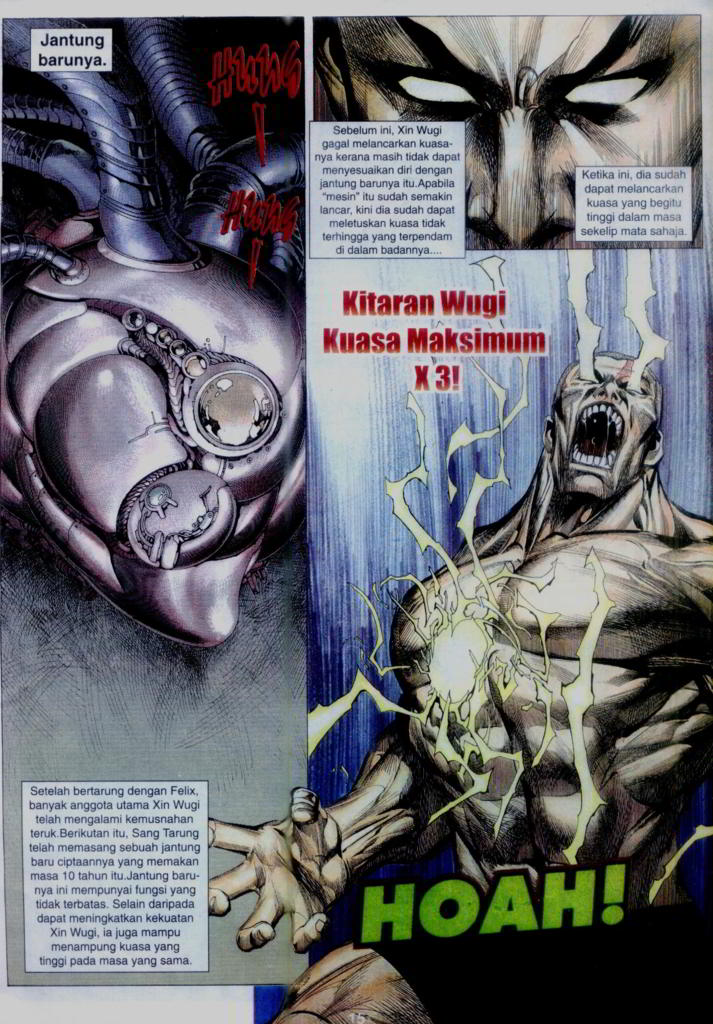 Jantung
barunya.
HUNG
HUNG
Setelah bertarung dengan Felix,
banyak anggota utama Xin Wugi
telah mengalami kemusnahan
teruk.Berikutan itu, Sang Tarung
telah memasang sebuah jantung
baru ciptaannya yang memakan
masa 10 tahun itu.Jantung baru-
nya ini mempunyai fungsi yang
tidak terbatas. Selain daripada
dapat meningkatkan kekuatan
Xin Wugi, ia juga mampu
menampung kuasa yang
tinggi pada masa yang sama.
Sebelum ini, Xin Wugi
gagal melancarkan kuasa-
nya kerana masih tidak dapat
menyesuaikan diri dengan
jantung barunya itu.Apabila
“mesin” itu sudah semakin
lancar, kini dia sudah dapat
meletuskan kuasa tidak
terhingga yang terpendam
di dalam badannya....
Ketika ini, dia sudah
dapat melancarkan
kuasa yang begitu
tinggi dalam masa
sekelip mata sahaja.
Kitaran Wugi
Kuasa Maksimum
X 3!
HOAH!
15